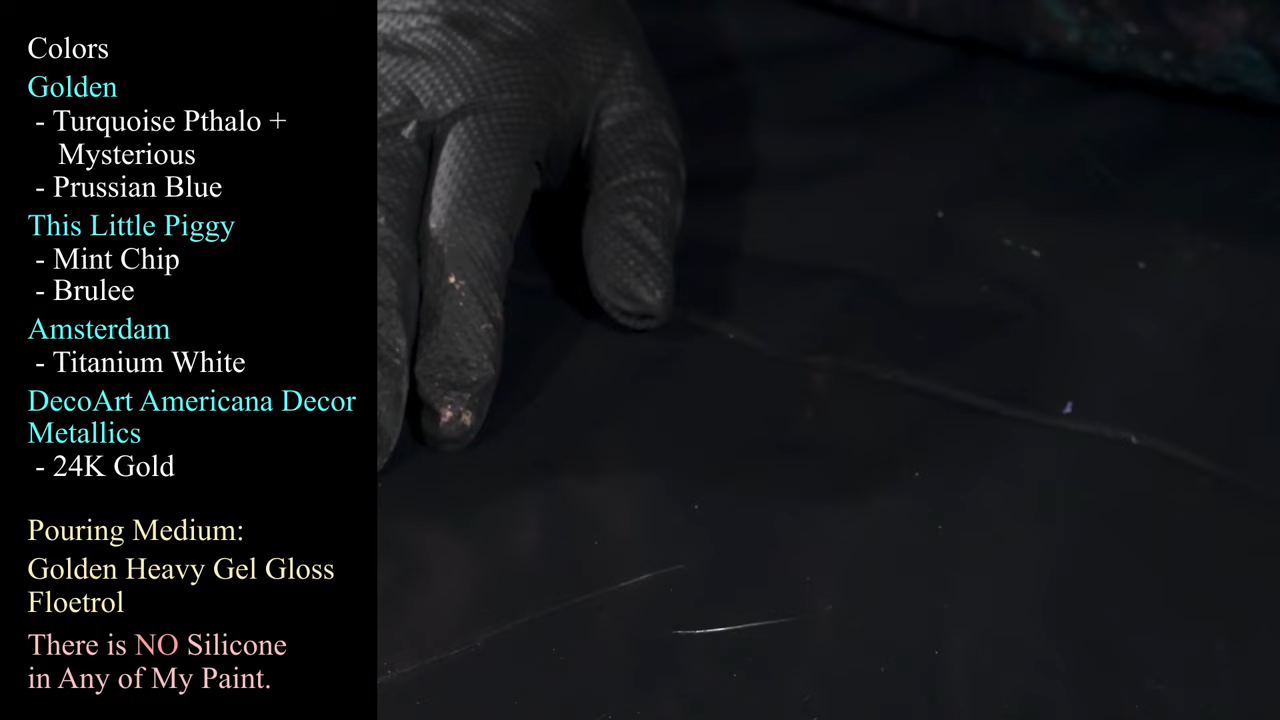 Colors
Golden
- Turquoise Pthalo +
Mysterious
- Prussian Blue
This Little Piggy
- Mint Chip
- Brulee
Amsterdam
- Titanium White
DecoArt Americana Decor
Metallics
- 24K Gold
Pouring Medium:
Golden Heavy Gel Gloss
Floetrol
There is NO Silicone
in Any of My Paint.